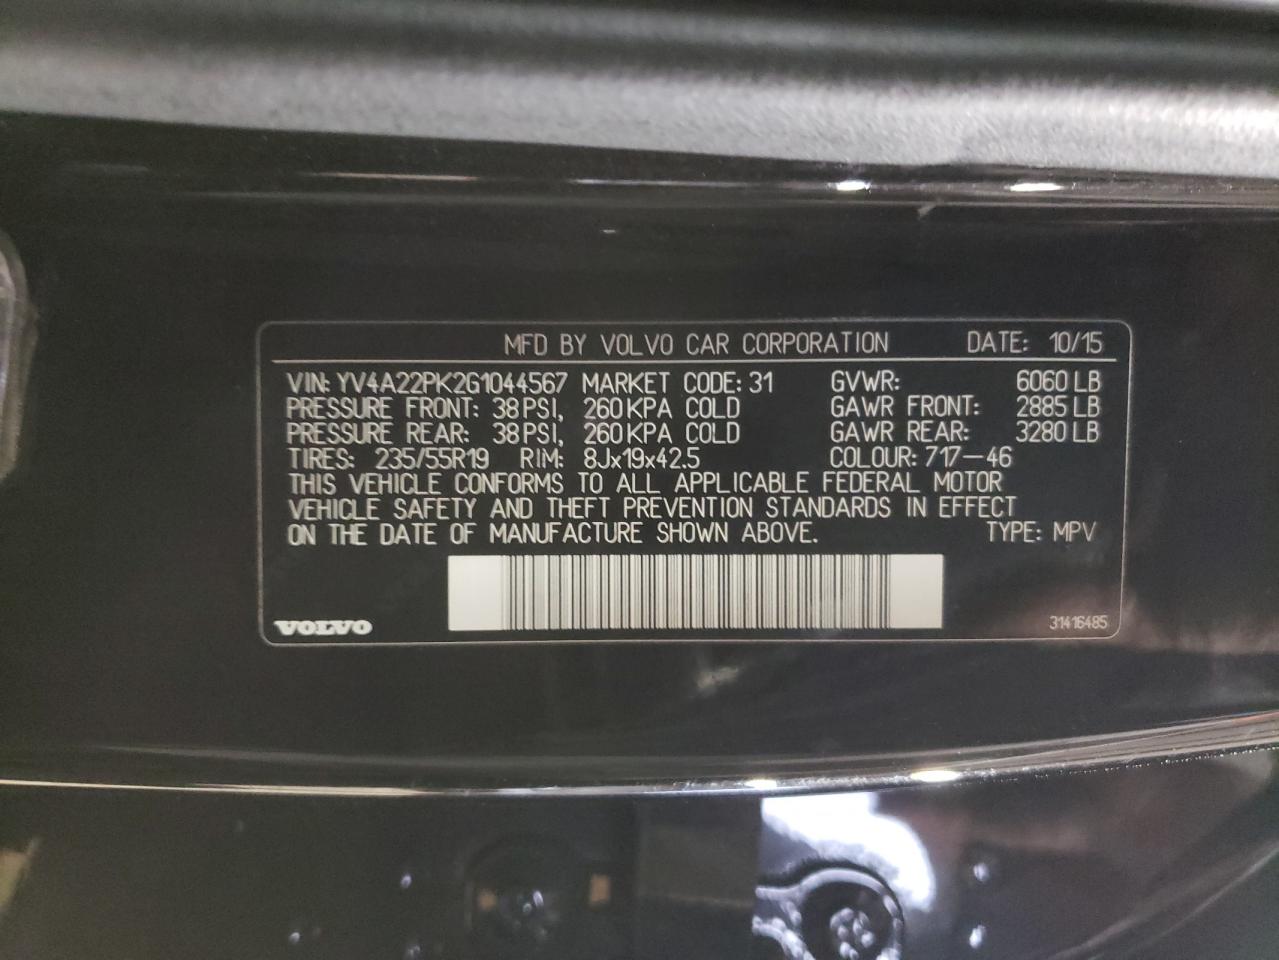 MFD BY VOLVO CAR CORPORATION DATE: 10/15
VIN: YV4A22PK2G1044567 MARKET CODE: 31 GVWR: 6060 LB
PRESSURE FRONT: 38 PSI, 260 KPA COLD GAWR FRONT: 2885 LB
PRESSURE REAR: 38 PSI, 260 KPA COLD GAWR REAR: 3280 LB
TIRES: 235/55R19 RIM: 8Jx19x42.5 COLOUR: 717-46
THIS VEHICLE CONFORMS TO ALL APPLICABLE FEDERAL MOTOR
VEHICLE SAFETY AND THEFT PREVENTION STANDARDS IN EFFECT
ON THE DATE OF MANUFACTURE SHOWN ABOVE. TYPE: MPV
VOLVO 31416485